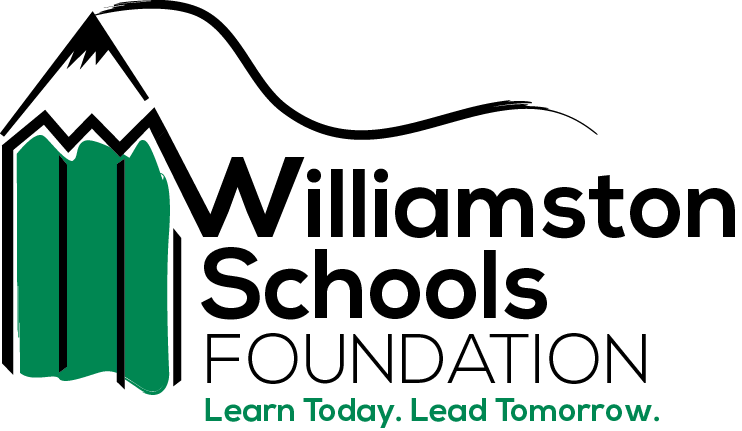 Williamston
Schools
FOUNDATION
Learn Today. Lead Tomorrow.